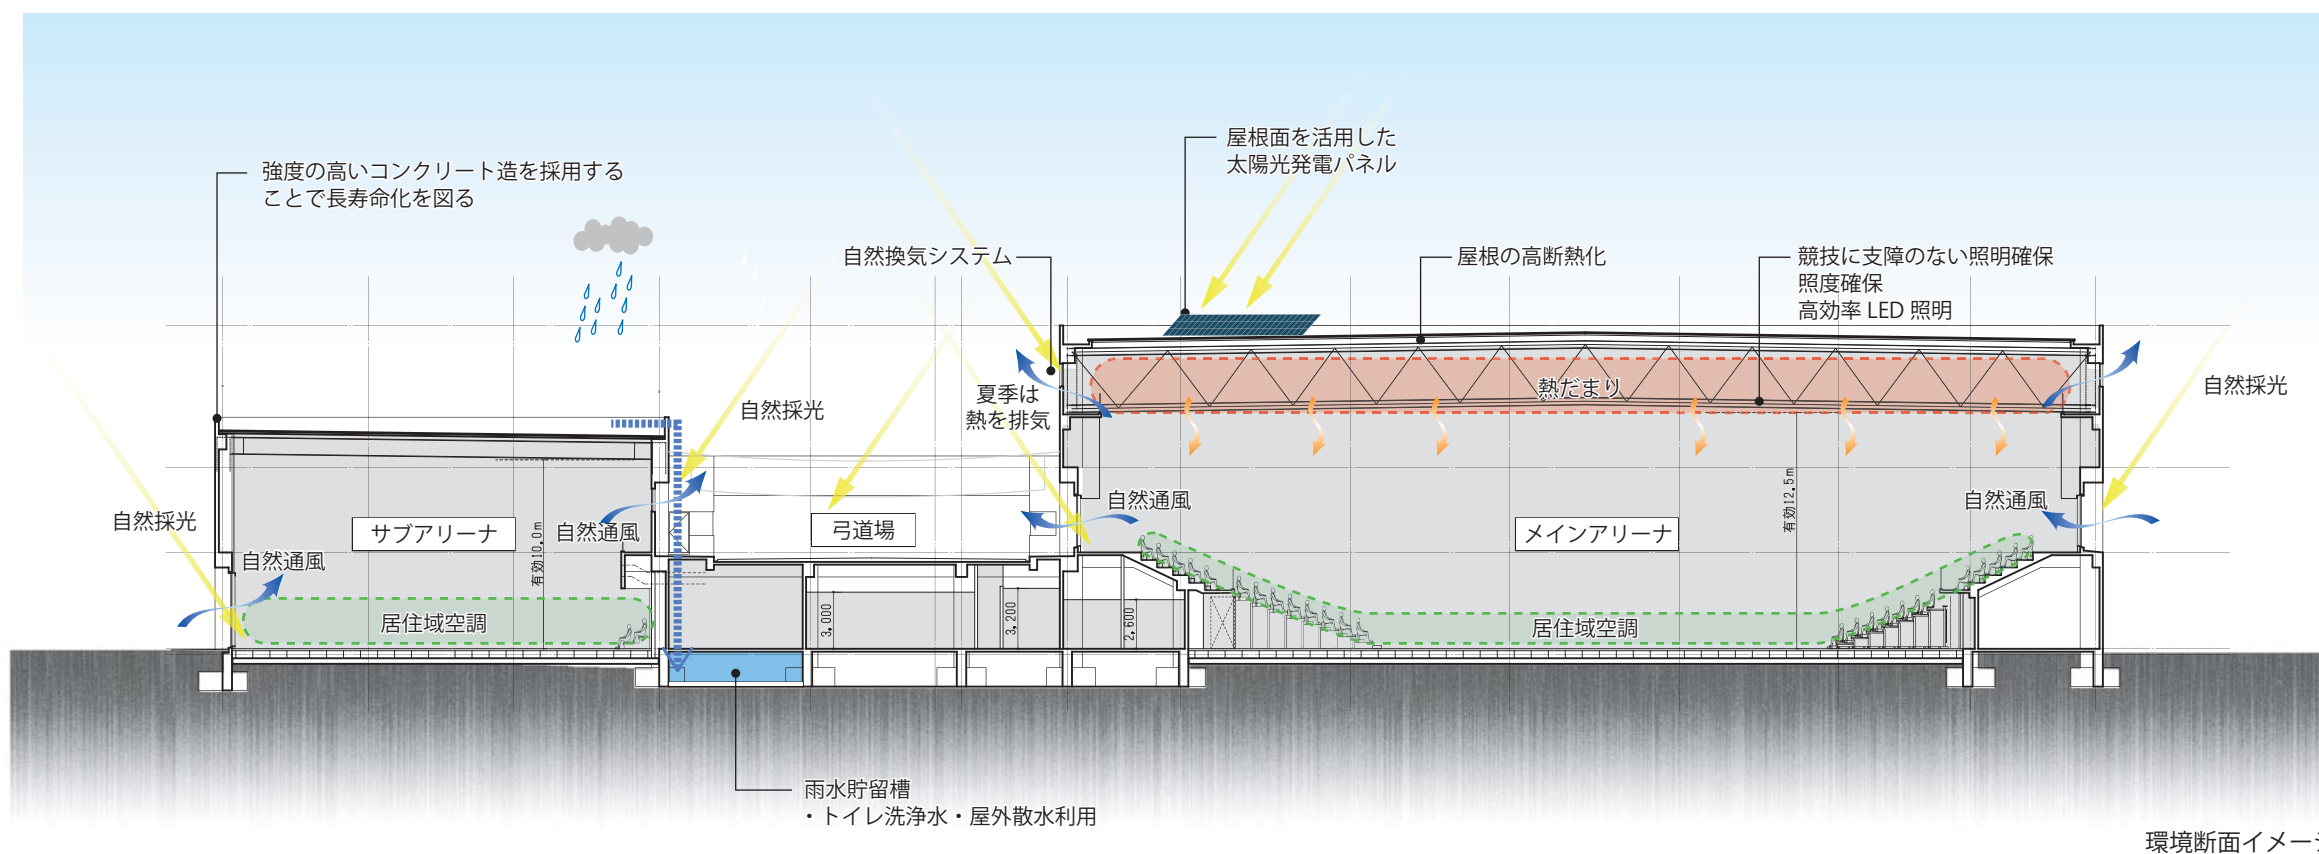 屋根面を活用した
太陽光発電パネル
強度の高いコンクリート造を採用する
ことで長寿命化を図る
自然換気システム
屋根の高断熱化
競技に支障のない照明確保
照度確保
高効率 LED 照明
夏季は
熱を排気
熱だまり
自然採光
自然採光
自然採光
自然通風
自然通風
自然通風
自然通風
サブアリーナ
弓道場
メインアリーナ
有効10.0m
有効12.5m
居住域空調
居住域空調
3,000
3,200
2,600
雨水貯留槽
・トイレ洗浄水・屋外散水利用
環境断面イメー